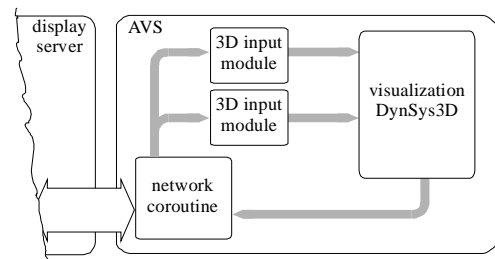 display
server
AVS
3D input
module
3D input
module
visualization
DynSys3D
network
coroutine